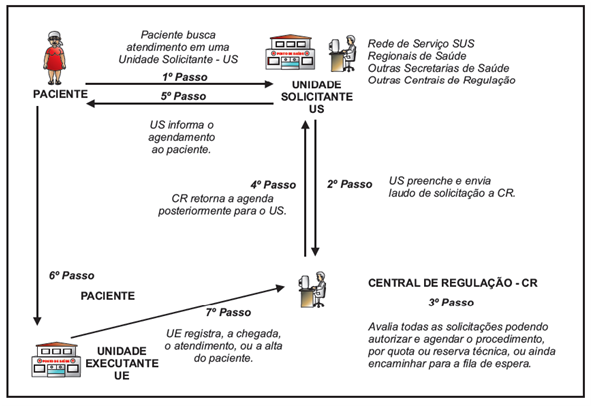 Paciente busca
atendimento em uma
Unidade Solicitante - US
1º Passo
PACIENTE
5º Passo
US informa o
agendamento
ao paciente.
UNIDADE
SOLICITANTE
US
Rede de Serviço SUS
Regionais de Saúde
Outras Secretarias de Saúde
Outras Centrais de Regulação
4º Passo
CR retorna a agenda
posteriormente para o US.
2º Passo
US preenche e envia
laudo de solicitação a CR.
CENTRAL DE REGULAÇÃO - CR
3º Passo
Avalia todas as solicitações podendo
autorizar e agendar o procedimento,
por quota ou reserva técnica, ou ainda
encaminhar para a fila de espera.
6º Passo
PACIENTE
7º Passo
UE registra, a chegada,
o atendimento, ou a alta
do paciente.
UNIDADE
EXECUTANTE
UE